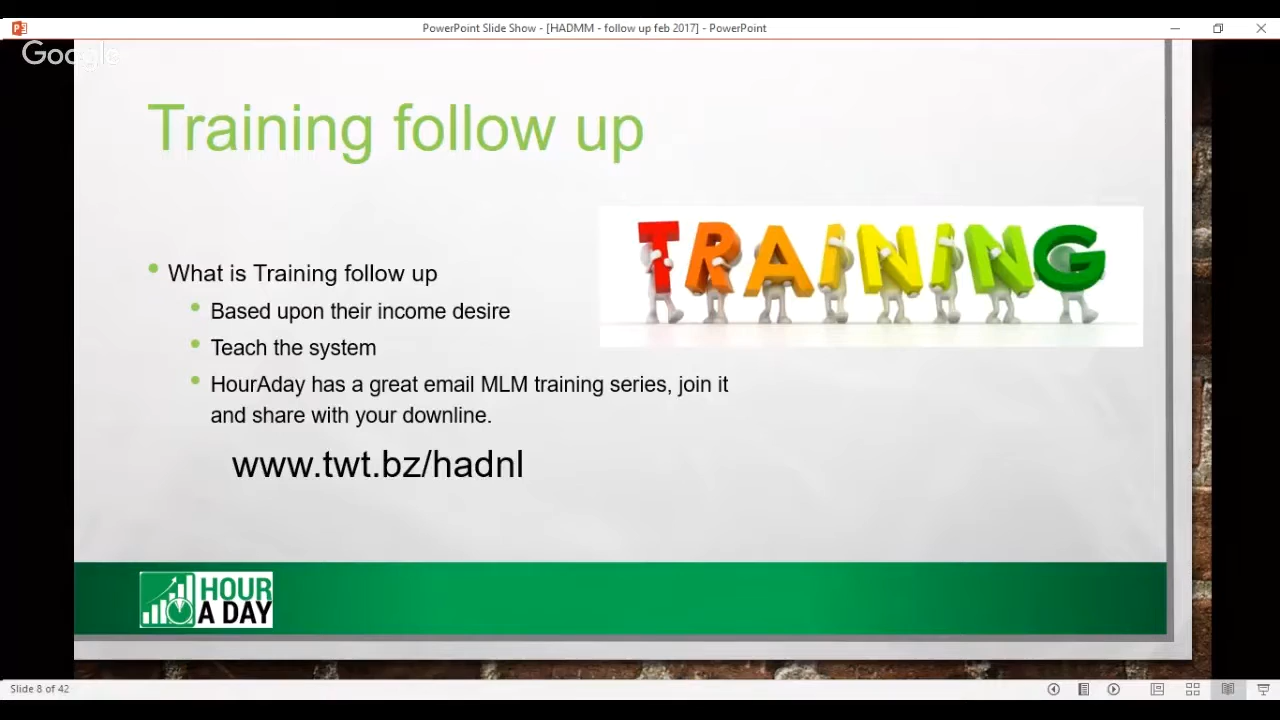 PowerPoint Slide Show - [HADMM - follow up feb 2017] - PowerPoint
Google
Training follow up
TRAINING
What is Training follow up
Based upon their income desire
Teach the system
HourAday has a great email MLM training series, join it
and share with your downline.
www.twt.bz/hadnl
HOUR
A DAY
Slide 8 of 42